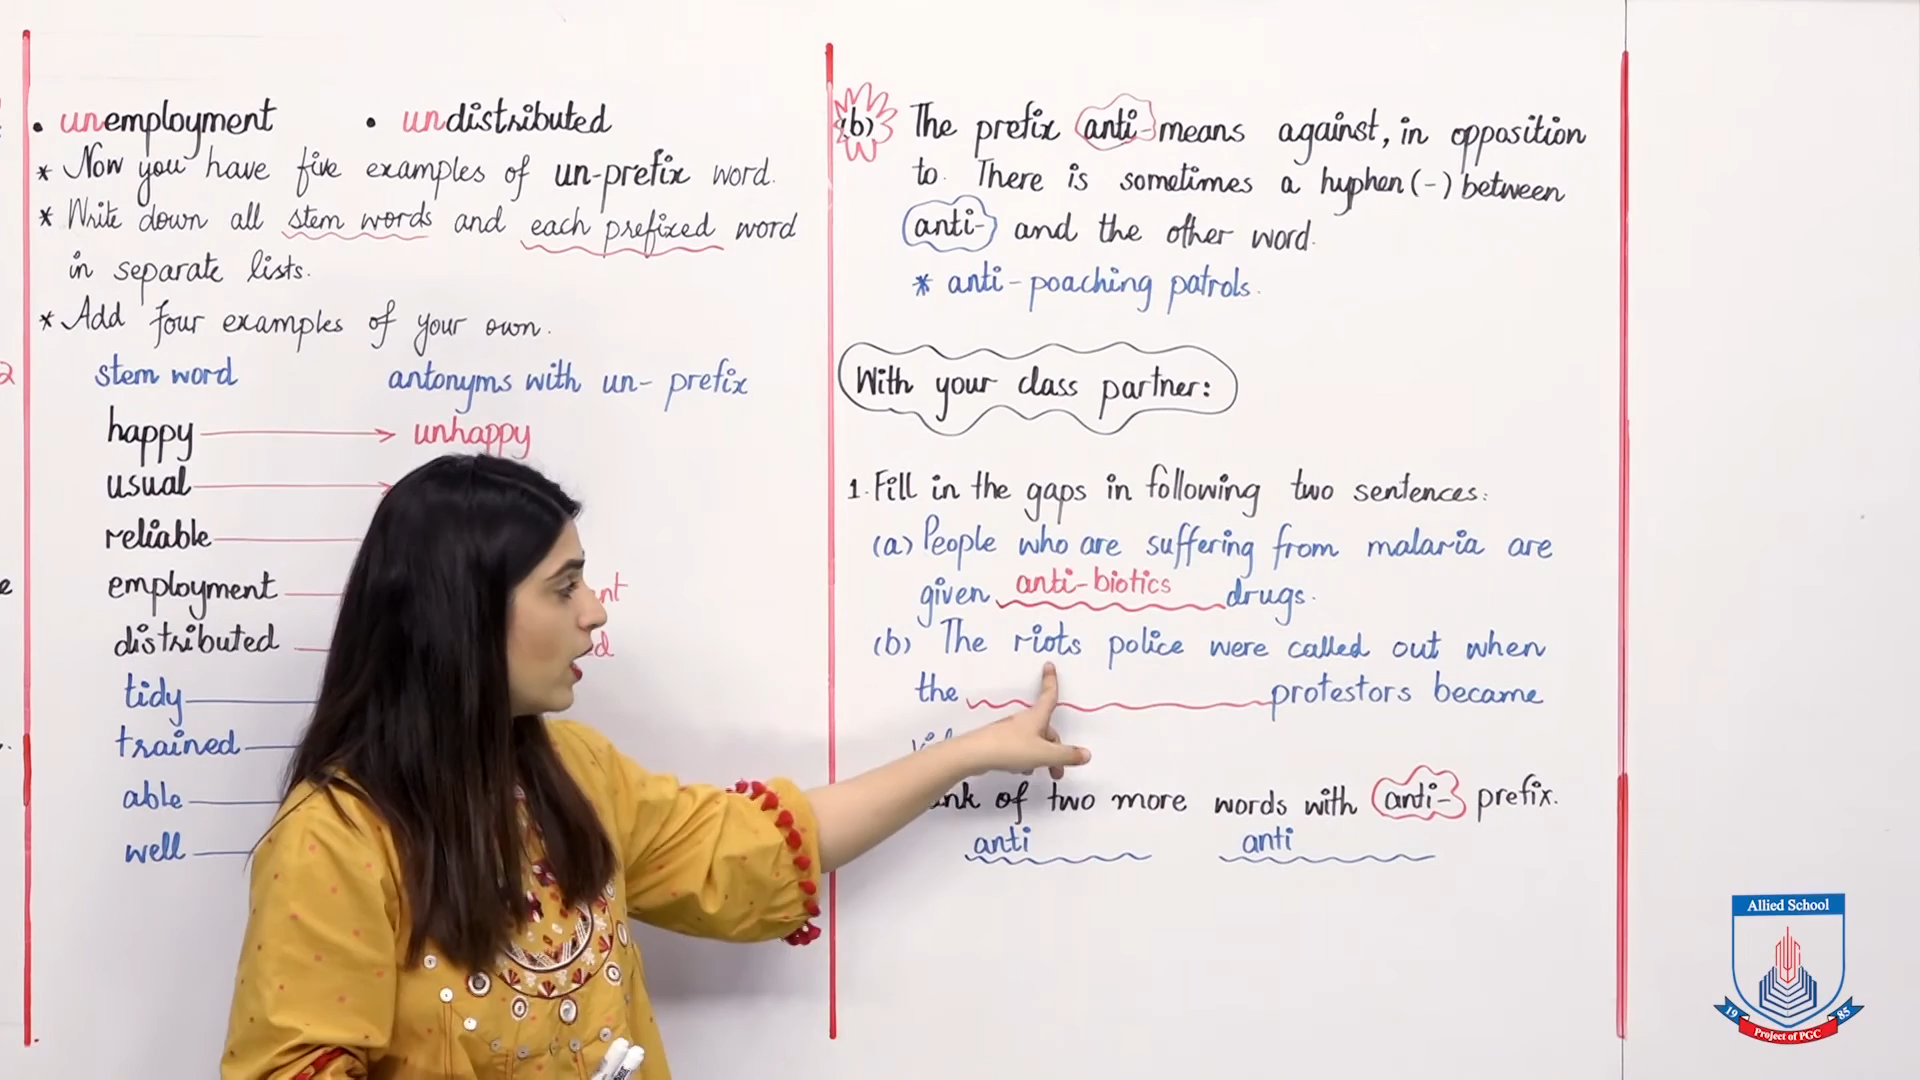 • unemployment • undistributed
* Now you have five examples of un-prefix word.
* Write down all stem words and each prefixed word
in separate lists.
* Add four examples of your own.
stem word antonyms with un- prefix
happy unhappy
usual
reliable
employment nt
distributed ed
tidy
trained
able
well
(b) The prefix anti- means against, in opposition
to. There is sometimes a hyphen (-) between
anti- and the other word.
* anti-poaching patrols.
With your class partner:
1. Fill in the gaps in following two sentences:
(a) People who are suffering from malaria are
given anti-biotics drugs.
(b) The riots police were called out when
the protestors became
of two more words with anti- prefix.
anti anti
Allied School
19 85
Project of PGC